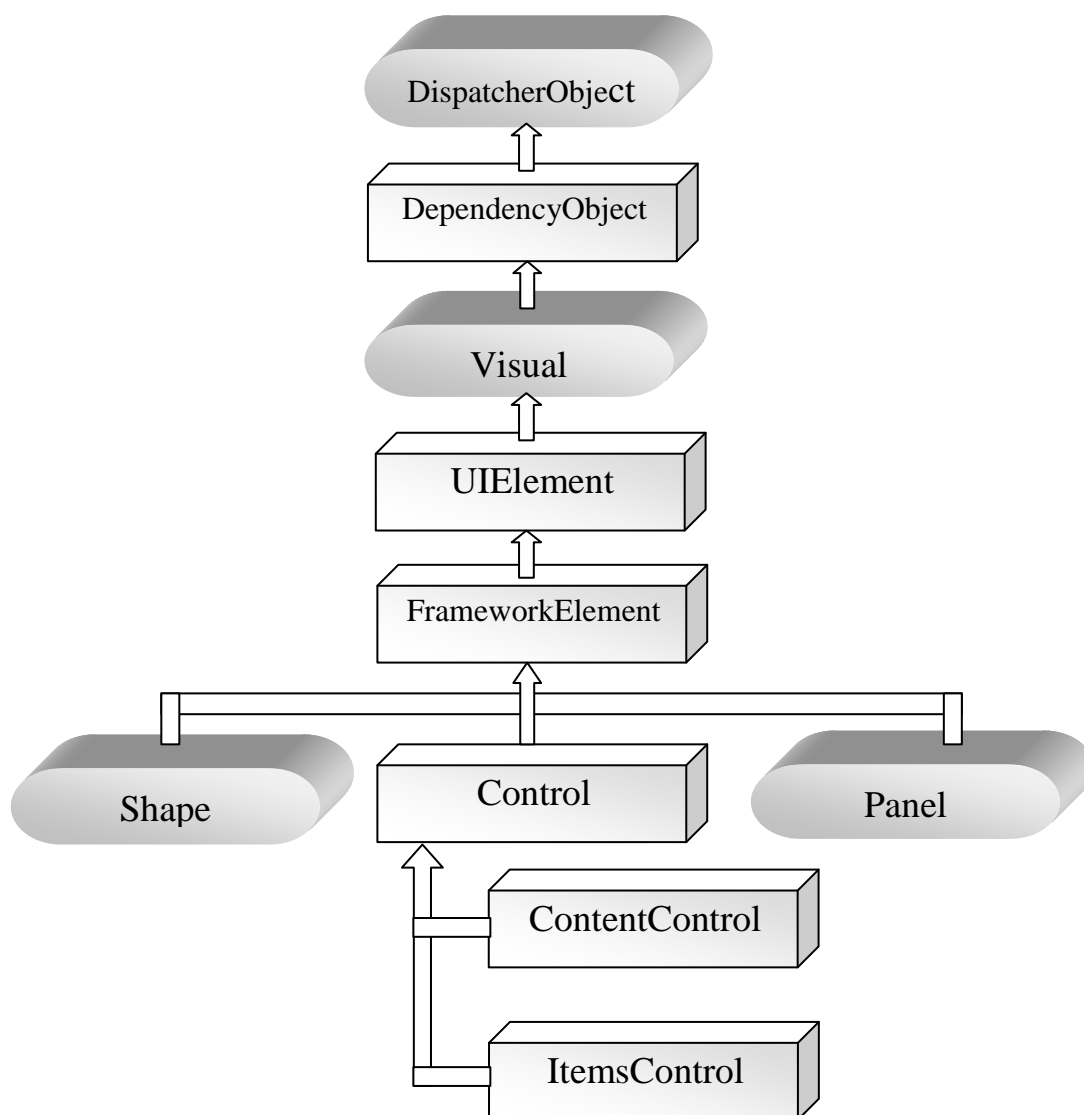 DispatcherObject
DependencyObject
Visual
UIElement
FrameworkElement
Shape
Control
Panel
ContentControl
ItemsControl